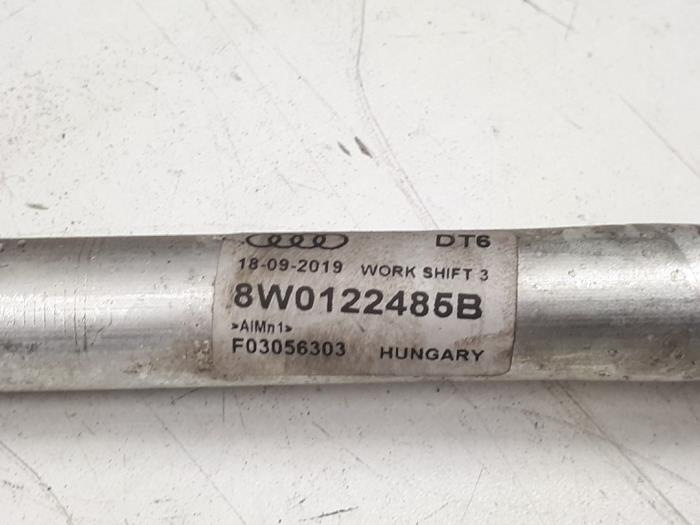 DT6
18-09-2019 WORK SHIFT 3
8W0122485B
>AlMn1>
F03056303 HUNGARY